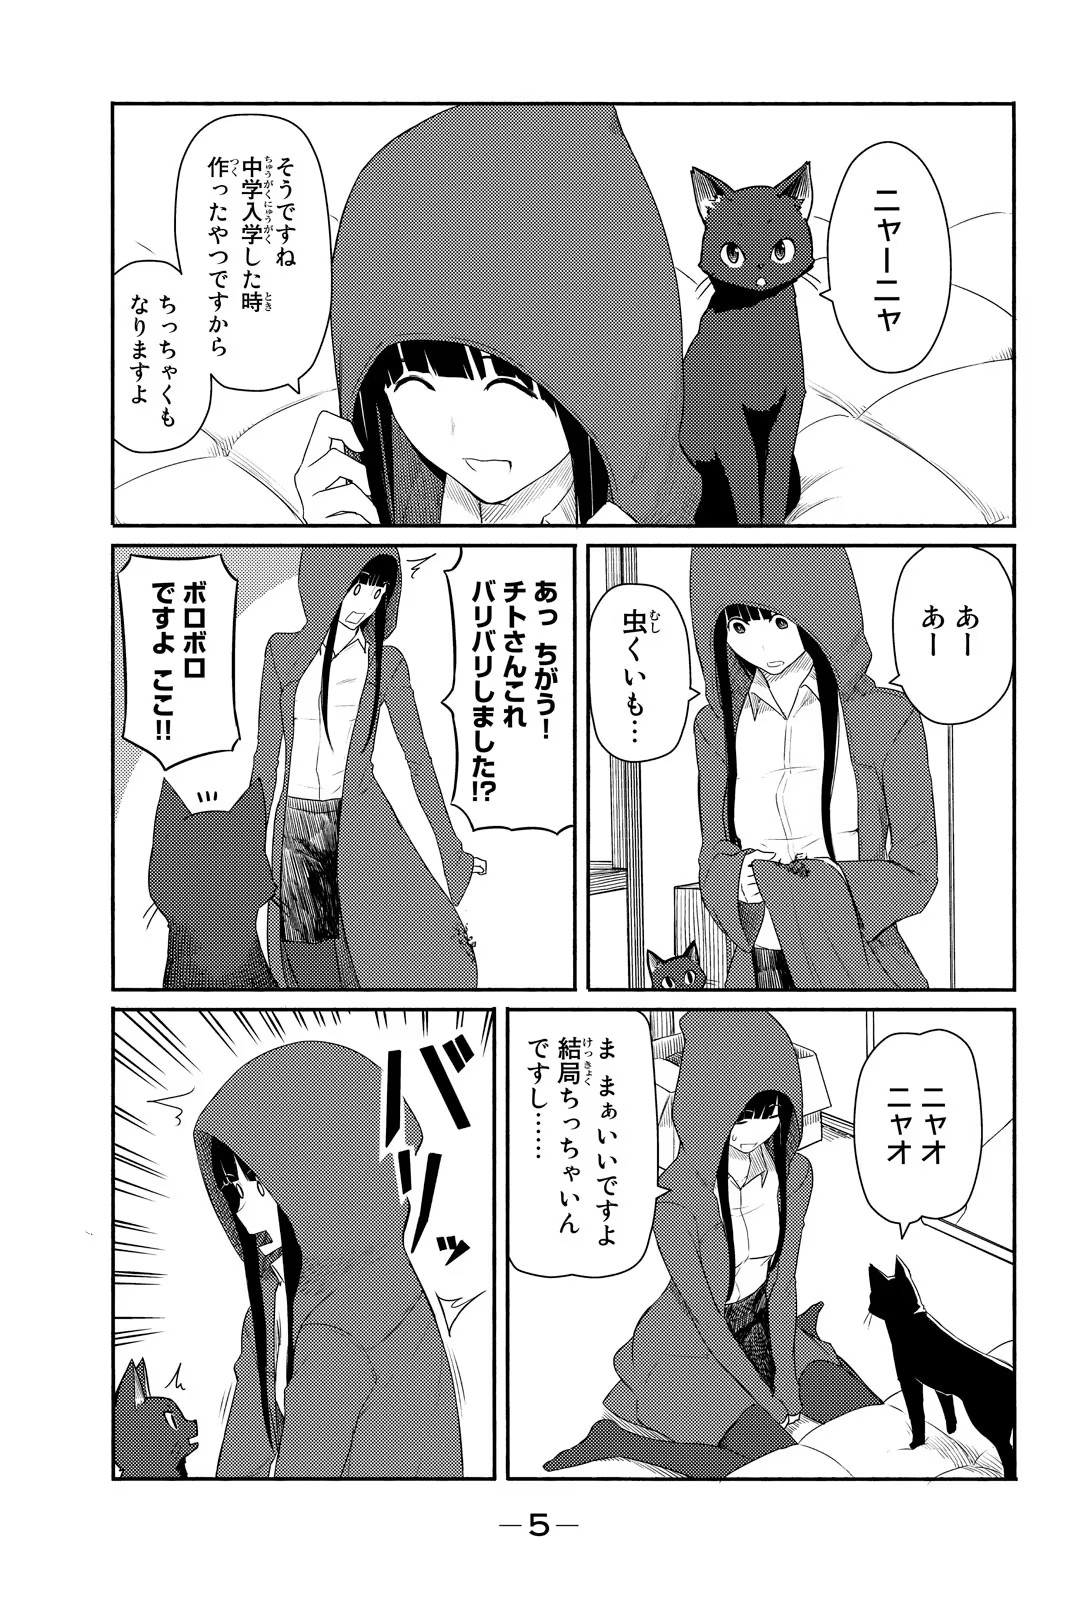 ニャーニャ
そうですね
中学入学した時
作ったやつですから
ちっちゃくも
なりますよ
あー
あー
虫くいも…
あっ ちがう！
チトさんこれ
バリバリしました!?
ボロボロ
ですよ ここ!!
ニャオ
ニャオ
ま まぁいいですよ
結局ちっちゃいん
ですし……
バリッ
—5—